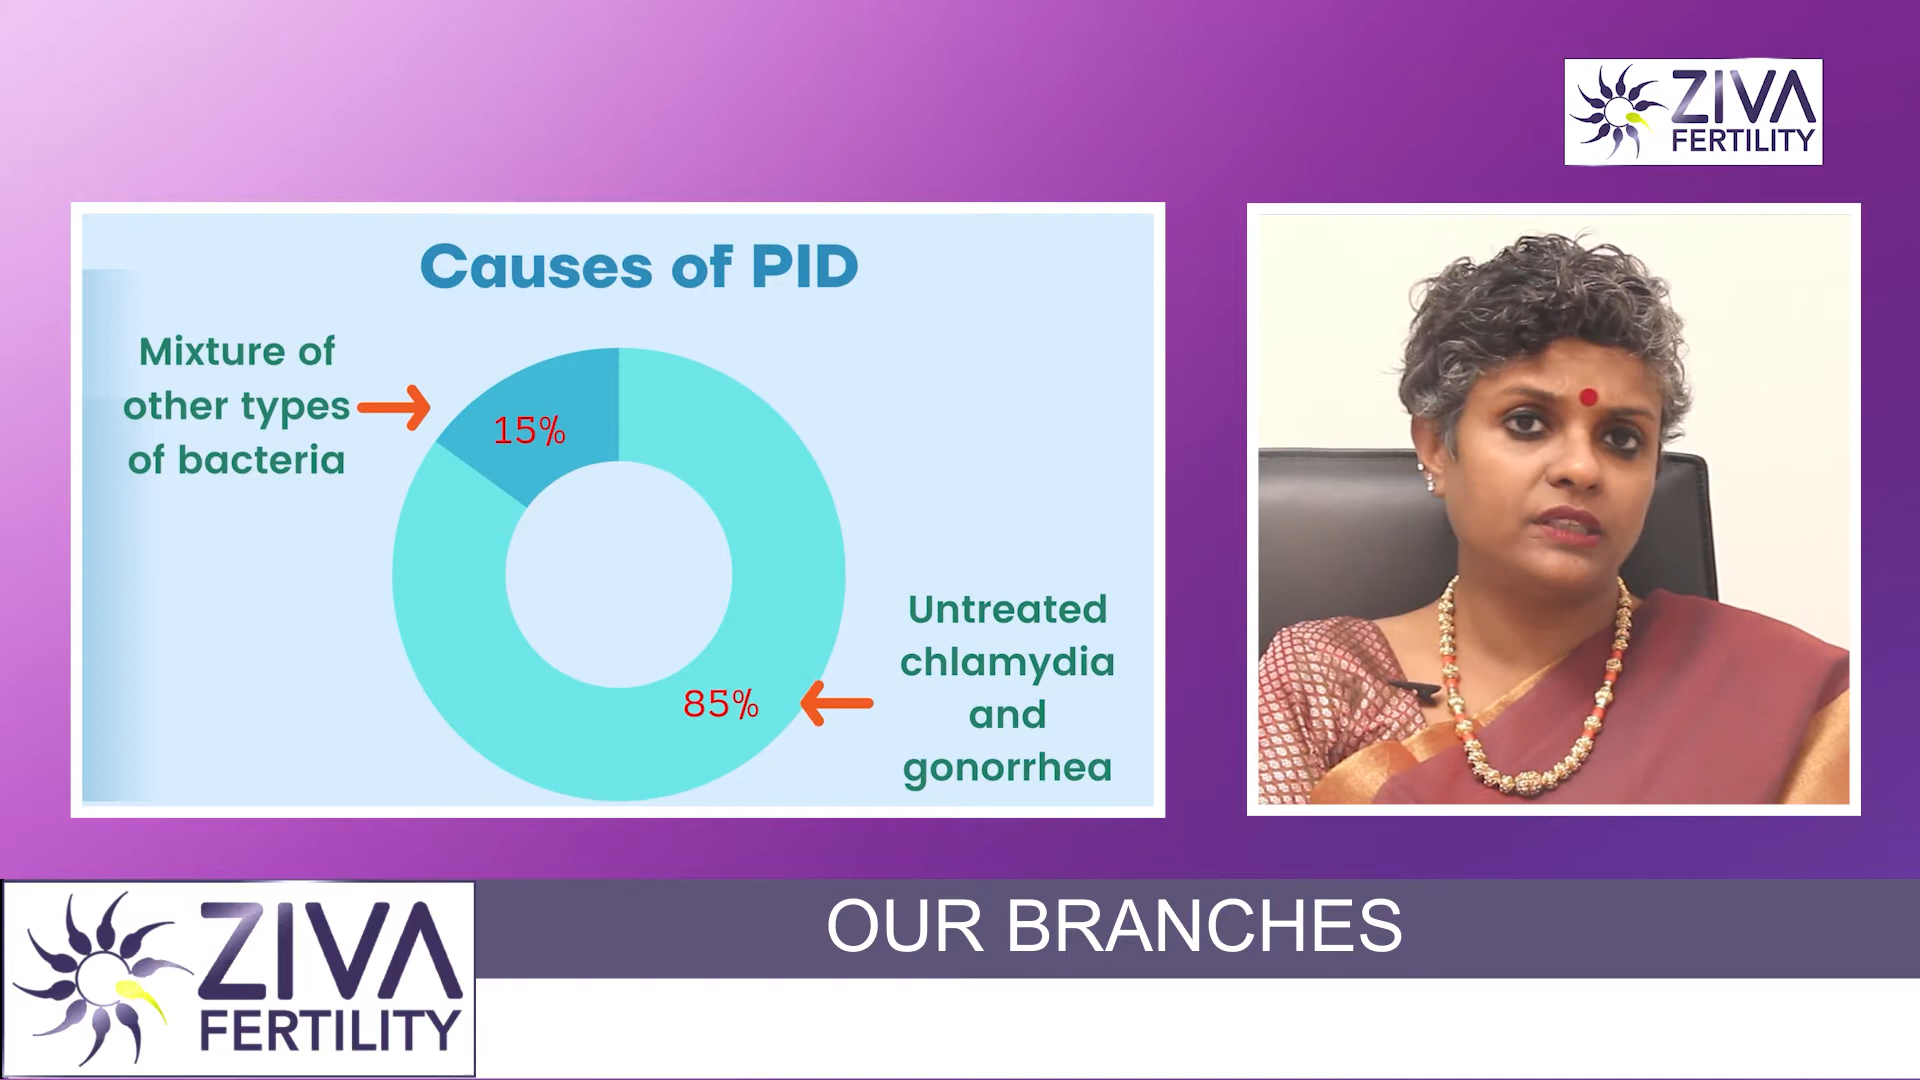 ZIVA
FERTILITY
Causes of PID
Mixture of
other types
of bacteria
15%
85%
Untreated
chlamydia
and
gonorrhea
OUR BRANCHES
ZIVA
FERTILITY